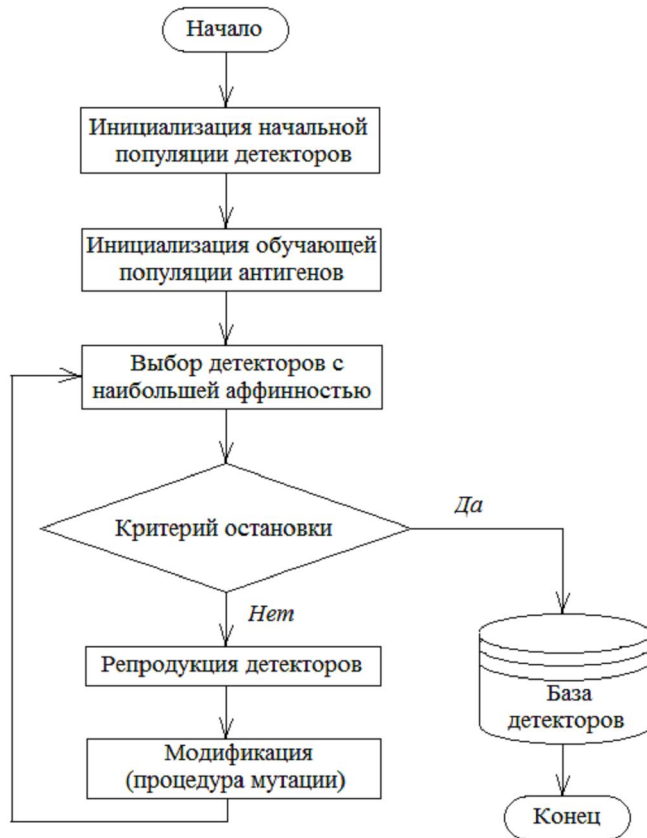 Начало
Инициализация начальной
популяции детекторов
Инициализация обучающей
популяции антигенов
Выбор детекторов с
наибольшей аффинностью
Критерий остановки
Да
Нет
Репродукция детекторов
База
детекторов
Модификация
(процедура мутации)
Конец